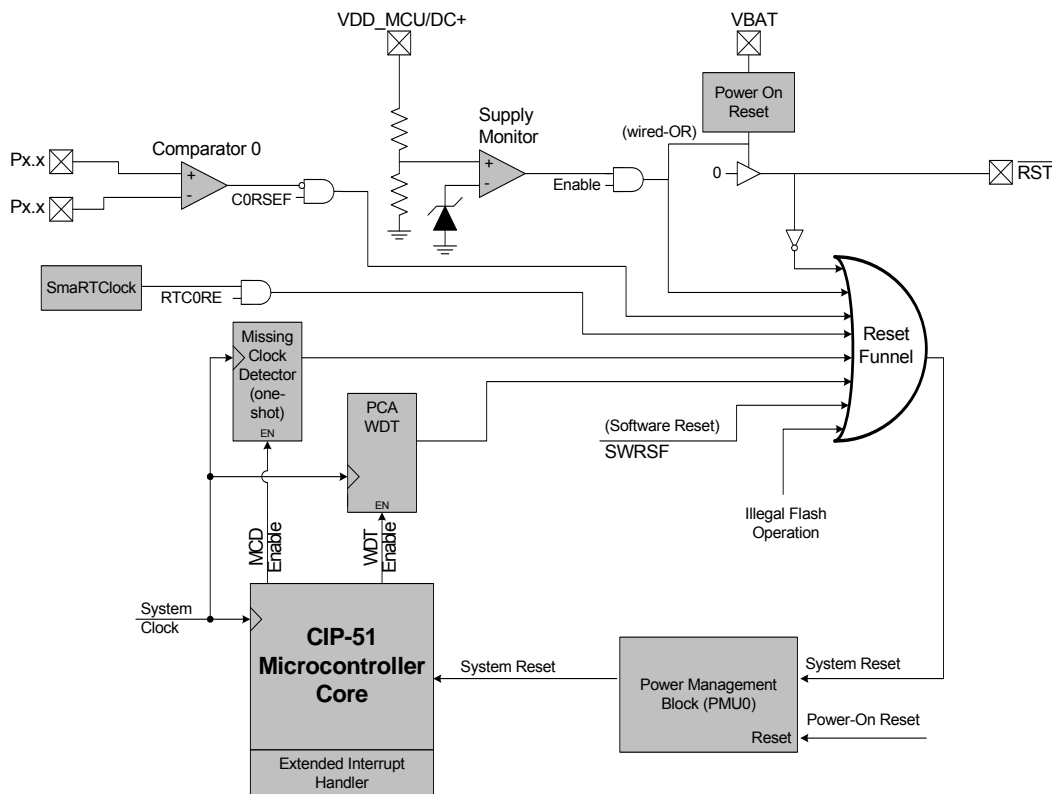 VDD_MCU/DC+
VBAT
Power On
Reset
Supply
Monitor
(wired-OR)
Comparator 0
Px.x
+
-
Px.x
C0RSEF
+
-
Enable
0
RST
SmaRTClock
RTC0RE
Missing
Clock
Detector
(one-
shot)
EN
PCA
WDT
EN
Reset
Funnel
(Software Reset)
SWRSF
Illegal Flash
Operation
MCD
Enable
WDT
Enable
System
Clock
CIP-51
Microcontroller
Core
Extended Interrupt
Handler
System Reset
Power Management
Block (PMU0)
Reset
System Reset
Power-On Reset